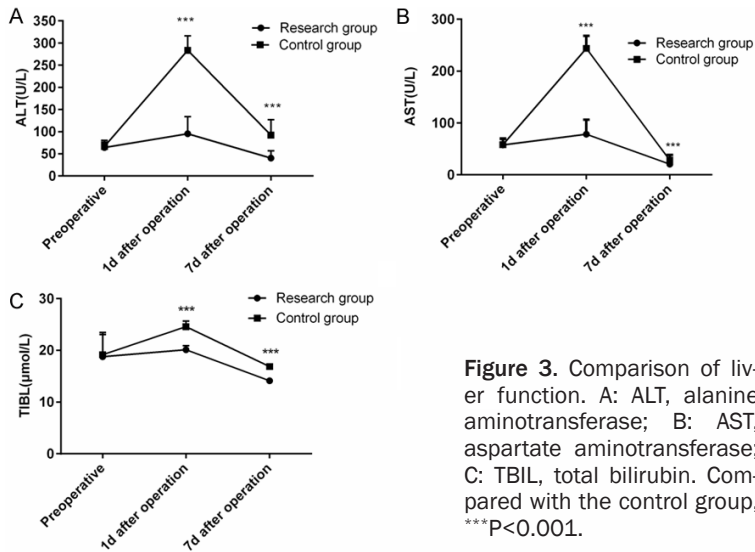 A
350
300
250
200
150
100
50
0
ALT(U/L)
***
***
Research group
Control group
Preoperative
1d after operation
7d after operation
B
300
200
100
0
AST(U/L)
***
***
Research group
Control group
Preoperative
1d after operation
7d after operation
C
30
20
10
0
TIBL(μmol/L)
***
***
Research group
Control group
Preoperative
1d after operation
7d after operation
Figure 3. Comparison of liv-
er function. A: ALT, alanine
aminotransferase; B: AST,
aspartate aminotransferase;
C: TBIL, total bilirubin. Com-
pared with the control group,
***P<0.001.